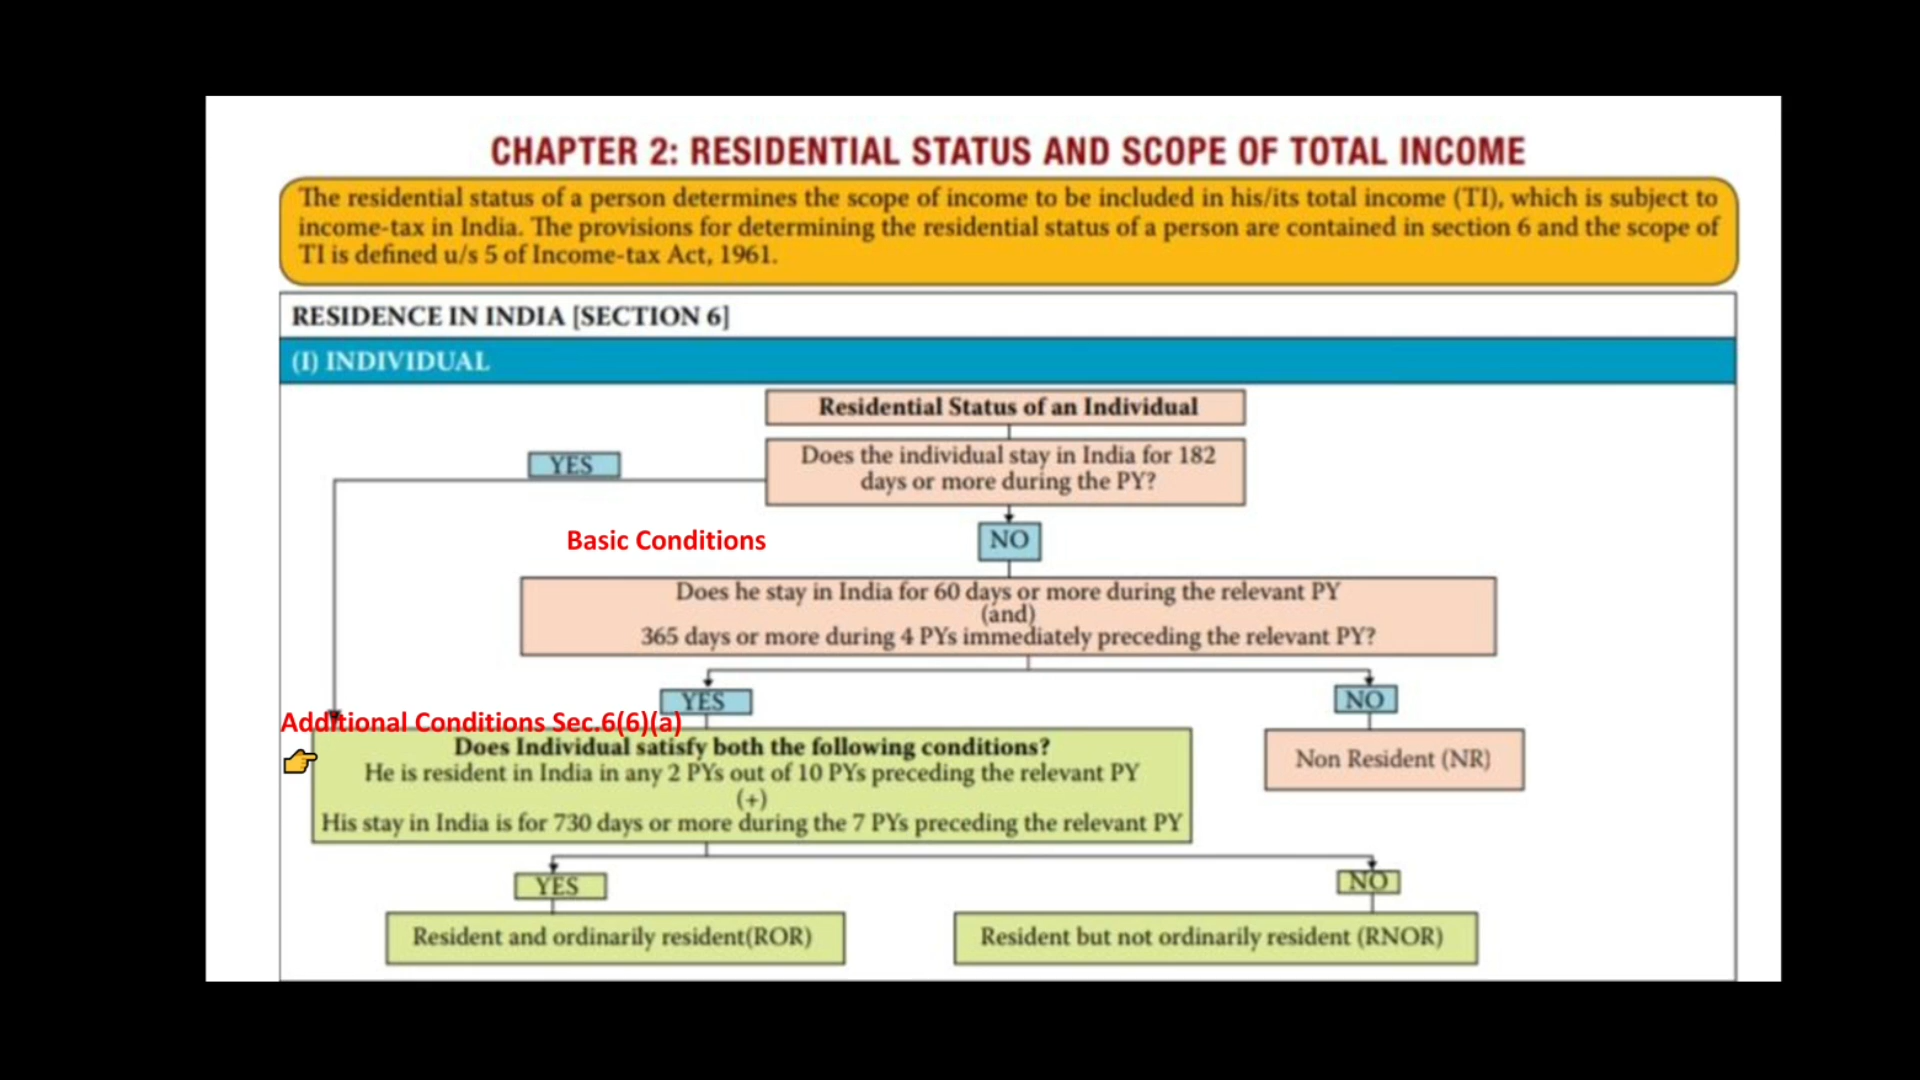 CHAPTER 2: RESIDENTIAL STATUS AND SCOPE OF TOTAL INCOME
The residential status of a person determines the scope of income to be included in his/its total income (TI), which is subject to
income-tax in India. The provisions for determining the residential status of a person are contained in section 6 and the scope of
TI is defined u/s 5 of Income-tax Act, 1961.
RESIDENCE IN INDIA [SECTION 6]
(I) INDIVIDUAL
Residential Status of an Individual
Does the individual stay in India for 182
days or more during the PY?
YES
NO
Basic Conditions
Does he stay in India for 60 days or more during the relevant PY
(and)
365 days or more during 4 PYs immediately preceding the relevant PY?
YES
NO
Additional Conditions Sec.6(6)(a)
Does Individual satisfy both the following conditions?
He is resident in India in any 2 PYs out of 10 PYs preceding the relevant PY
(+)
His stay in India is for 730 days or more during the 7 PYs preceding the relevant PY
Non Resident (NR)
YES
NO
Resident and ordinarily resident(ROR)
Resident but not ordinarily resident (RNOR)